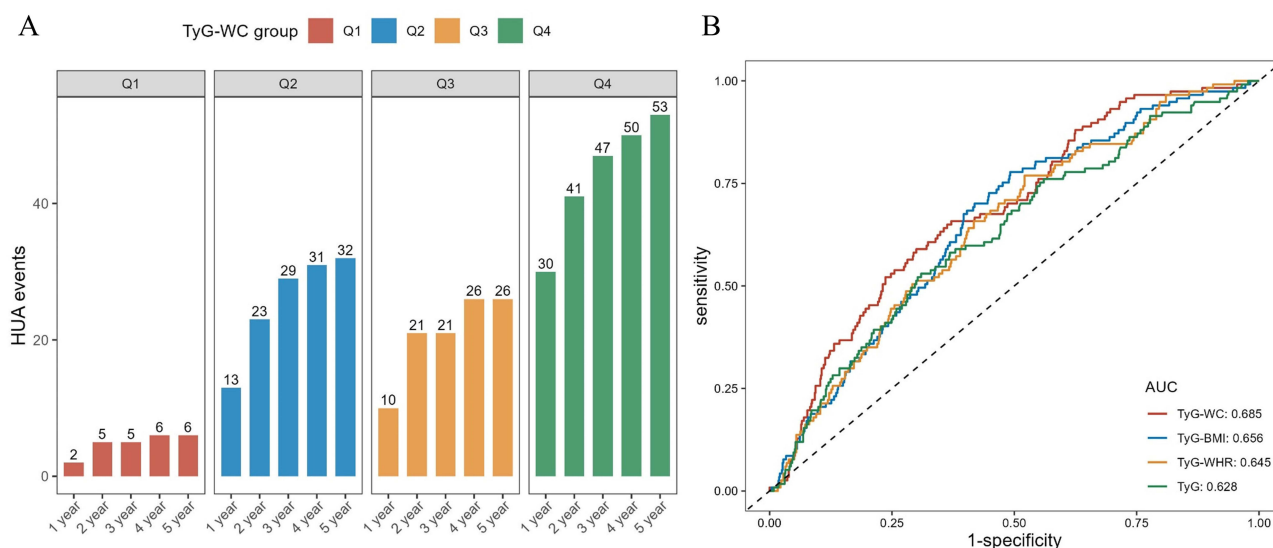 A
TyG-WC group Q1 Q2 Q3 Q4
Q1 Q2 Q3 Q4
HUA events
40
20
0
2 5 5 6 6
13 23 29 31 32
10 21 21 26 26
30 41 47 50 53
1 year 2 year 3 year 4 year 5 year
1 year 2 year 3 year 4 year 5 year
1 year 2 year 3 year 4 year 5 year
1 year 2 year 3 year 4 year 5 year
B
sensitivity
1.00
0.75
0.50
0.25
0.00
AUC
TyG-WC: 0.685
TyG-BMI: 0.656
TyG-WHR: 0.645
TyG: 0.628
0.00 0.25 0.50 0.75 1.00
1-specificity